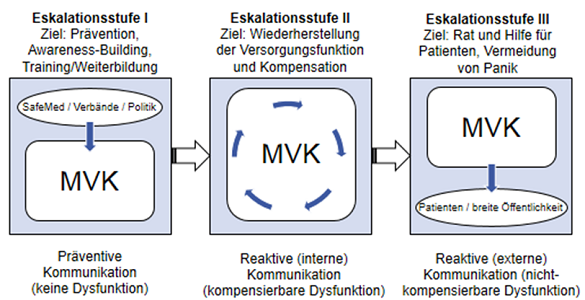 Eskalationsstufe I
Ziel: Prävention,
Awareness-Building,
Training/Weiterbildung
SafeMed / Verbände / Politik
MVK
Präventive
Kommunikation
(keine Dysfunktion)
Eskalationsstufe II
Ziel: Wiederherstellung
der Versorgungsfunktion
und Kompensation
MVK
Reaktive (interne)
Kommunikation
(kompensierbare Dysfunktion)
Eskalationsstufe III
Ziel: Rat und Hilfe für
Patienten, Vermeidung
von Panik
MVK
Patienten / breite Öffentlichkeit
Reaktive (externe)
Kommunikation (nicht-
kompensierbare Dysfunktion)